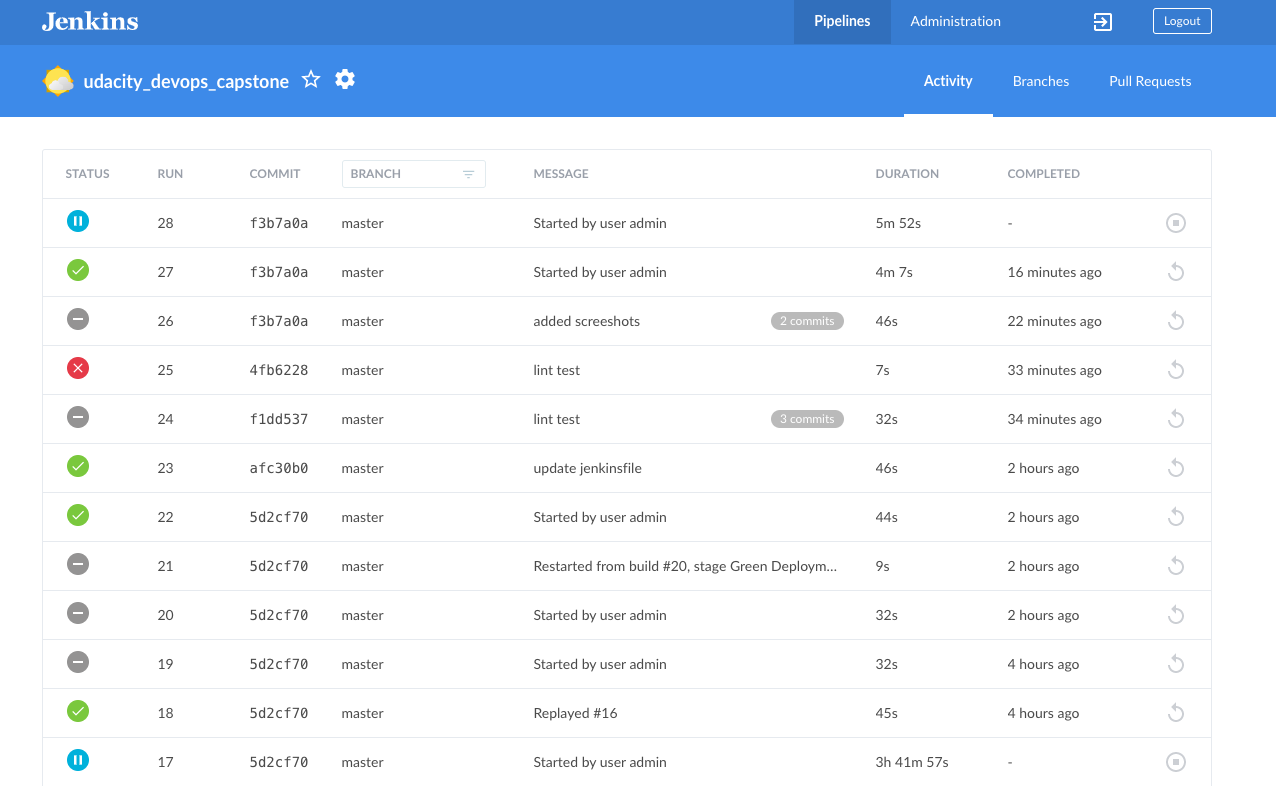 Jenkins Pipelines Administration Logout
udacity_devops_capstone Activity Branches Pull Requests
STATUS RUN COMMIT BRANCH MESSAGE DURATION COMPLETED
28 f3b7a0a master Started by user admin 5m 52s -
27 f3b7a0a master Started by user admin 4m 7s 16 minutes ago
26 f3b7a0a master added screeshots 2 commits 46s 22 minutes ago
25 4fb6228 master lint test 7s 33 minutes ago
24 f1dd537 master lint test 3 commits 32s 34 minutes ago
23 afc30b0 master update jenkinsfile 46s 2 hours ago
22 5d2cf70 master Started by user admin 44s 2 hours ago
21 5d2cf70 master Restarted from build #20, stage Green Deploym... 9s 2 hours ago
20 5d2cf70 master Started by user admin 32s 2 hours ago
19 5d2cf70 master Started by user admin 32s 4 hours ago
18 5d2cf70 master Replayed #16 45s 4 hours ago
17 5d2cf70 master Started by user admin 3h 41m 57s -